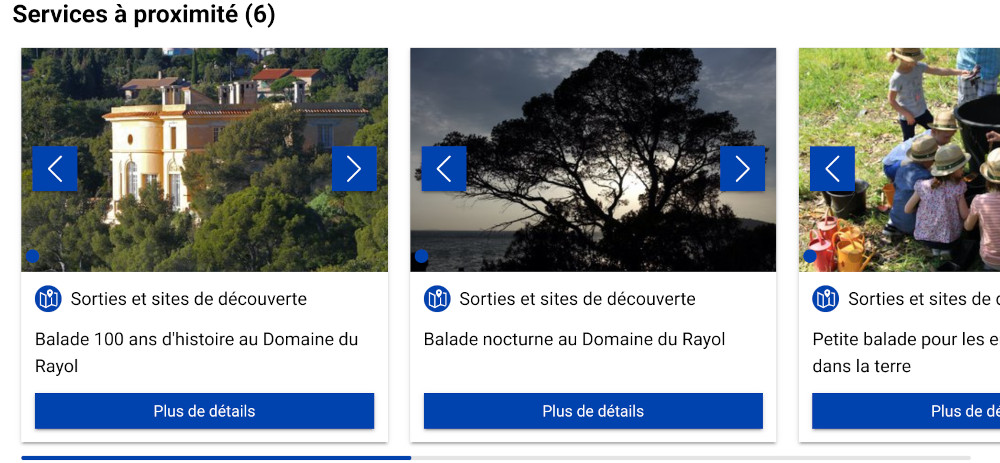 Services à proximité (6)
Sorties et sites de découverte
Balade 100 ans d'histoire au Domaine du
Rayol
Plus de détails
Sorties et sites de découverte
Balade nocturne au Domaine du Rayol
Plus de détails
Sorties et sites de
Petite balade pour les
dans la terre
Plus de